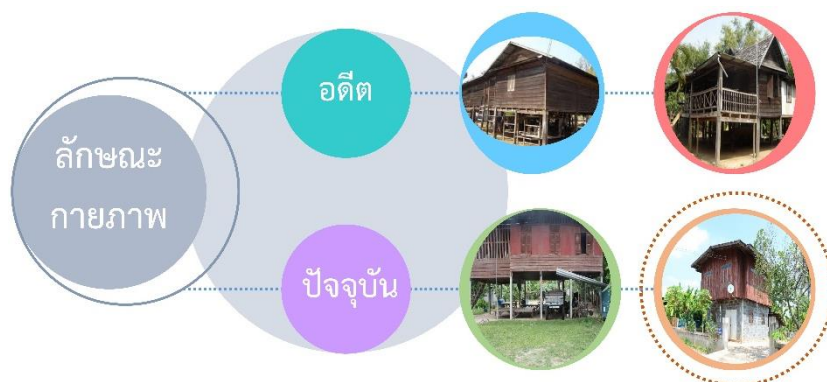 ลักษณะ
กายภาพ
อดีต
ปัจจุบัน